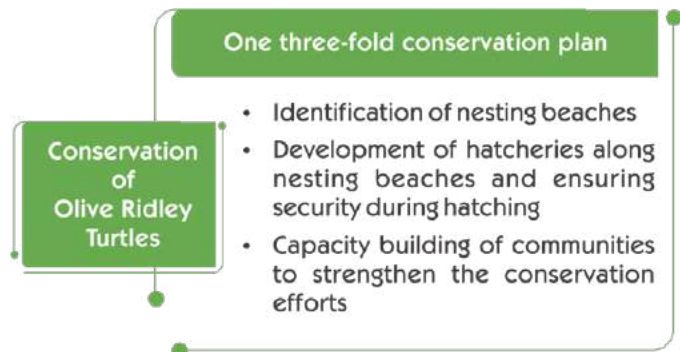 One three-fold conservation plan
Conservation
of
Olive Ridley
Turtles
• Identification of nesting beaches
• Development of hatcheries along
nesting beaches and ensuring
security during hatching
• Capacity building of communities
to strengthen the conservation
efforts